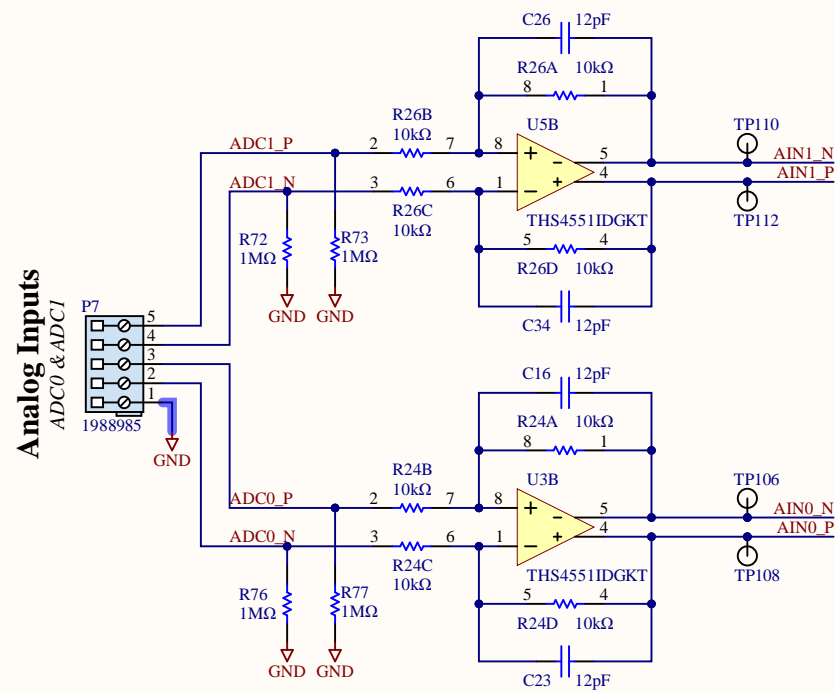 C26 12pF
R26A 10kΩ
8 1
R26B
10kΩ
U5B
TP110
ADC1_P 2 7 8 + − 5 AIN1_N
ADC1_N 3 6 1 − + 4 AIN1_P
R26C
10kΩ
THS4551IDGKT
TP112
R72
1MΩ
R73
1MΩ
5 4
R26D 10kΩ
GND GND
C34 12pF
Analog Inputs
ADC0 & ADC1
P7
5
4
3
2
1
1988985
GND
C16 12pF
R24A 10kΩ
8 1
R24B
10kΩ
U3B
TP106
ADC0_P 2 7 8 + − 5 AIN0_N
ADC0_N 3 6 1 − + 4 AIN0_P
R24C
10kΩ
THS4551IDGKT
TP108
R76
1MΩ
R77
1MΩ
5 4
R24D 10kΩ
GND GND
C23 12pF